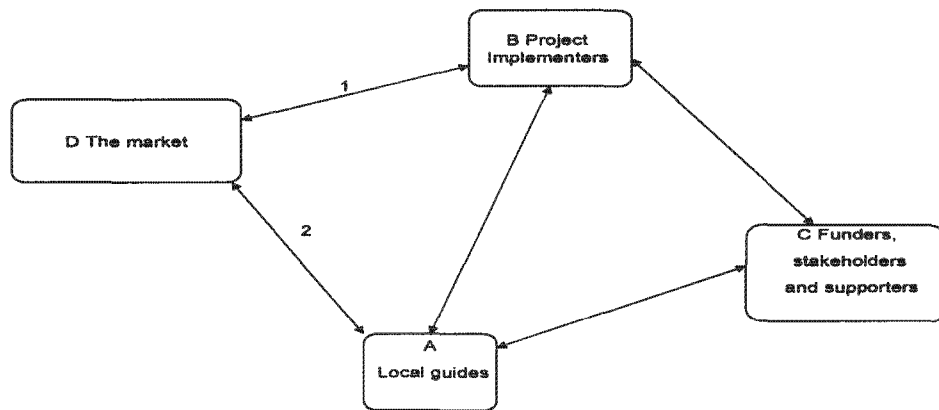 B Project
Implementers
1
D The market
2
C Funders,
stakeholders
and supporters
A
Local guides